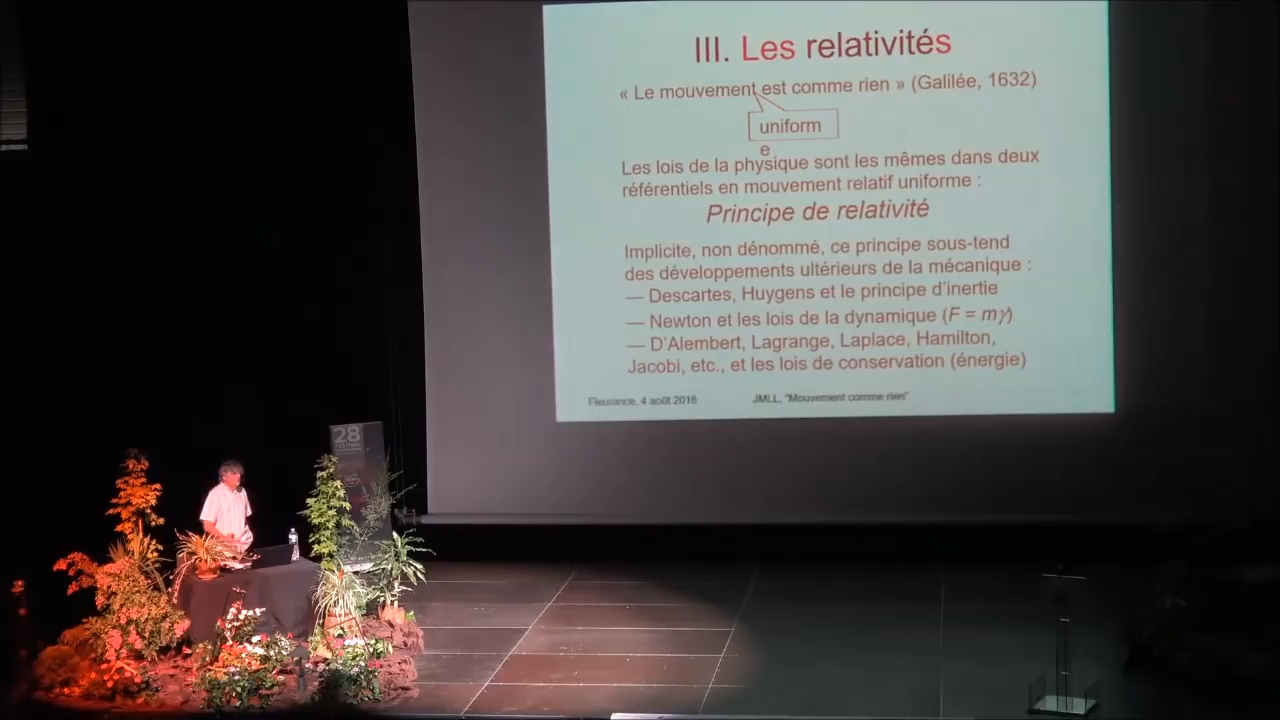 III. Les relativités
« Le mouvement est comme rien » (Galilée, 1632)
uniform
e
Les lois de la physique sont les mêmes dans deux
référentiels en mouvement relatif uniforme :
Principe de relativité
Implicite, non dénommé, ce principe sous-tend
des développements ultérieurs de la mécanique :
— Descartes, Huygens et le principe d'inertie
— Newton et les lois de la dynamique (F = mγ)
— D'Alembert, Lagrange, Laplace, Hamilton,
Jacobi, etc., et les lois de conservation (énergie)
Fleurance, 4 août 2018
JMLL, "Mouvement comme rien"
28
FESTIVAL